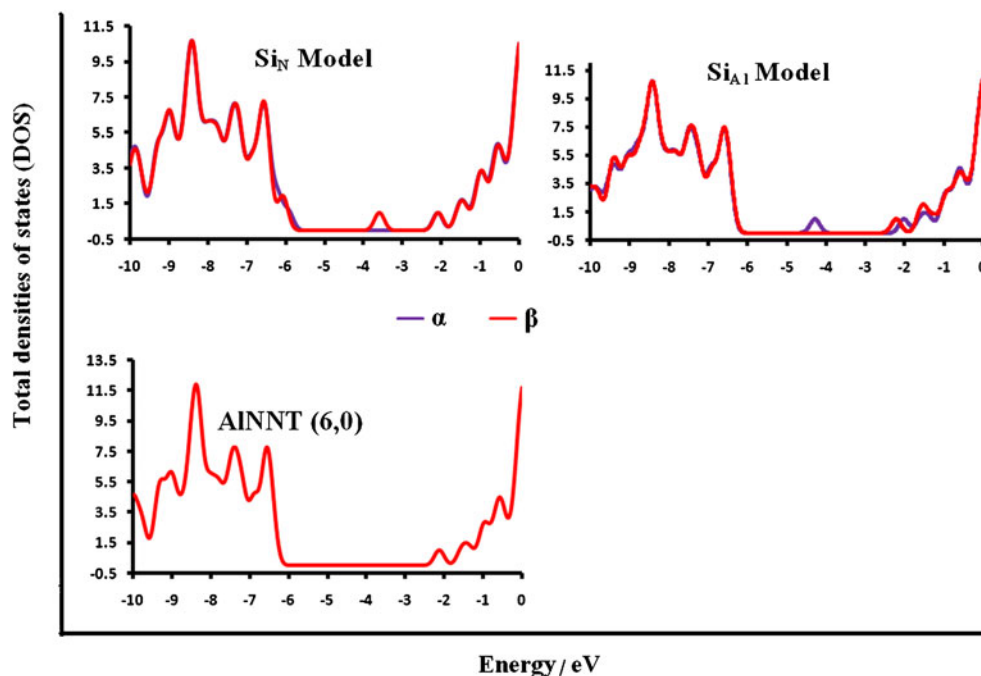 Total densities of states (DOS)
11.5
9.5
7.5
5.5
3.5
1.5
-0.5
Si_N Model
-10 -9 -8 -7 -6 -5 -4 -3 -2 -1 0
11.5
9.5
7.5
5.5
3.5
1.5
-0.5
Si_Al Model
-10 -9 -8 -7 -6 -5 -4 -3 -2 -1 0
α β
13.5
11.5
9.5
7.5
5.5
3.5
1.5
-0.5
AlNNT (6,0)
-10 -9 -8 -7 -6 -5 -4 -3 -2 -1 0
Energy / eV